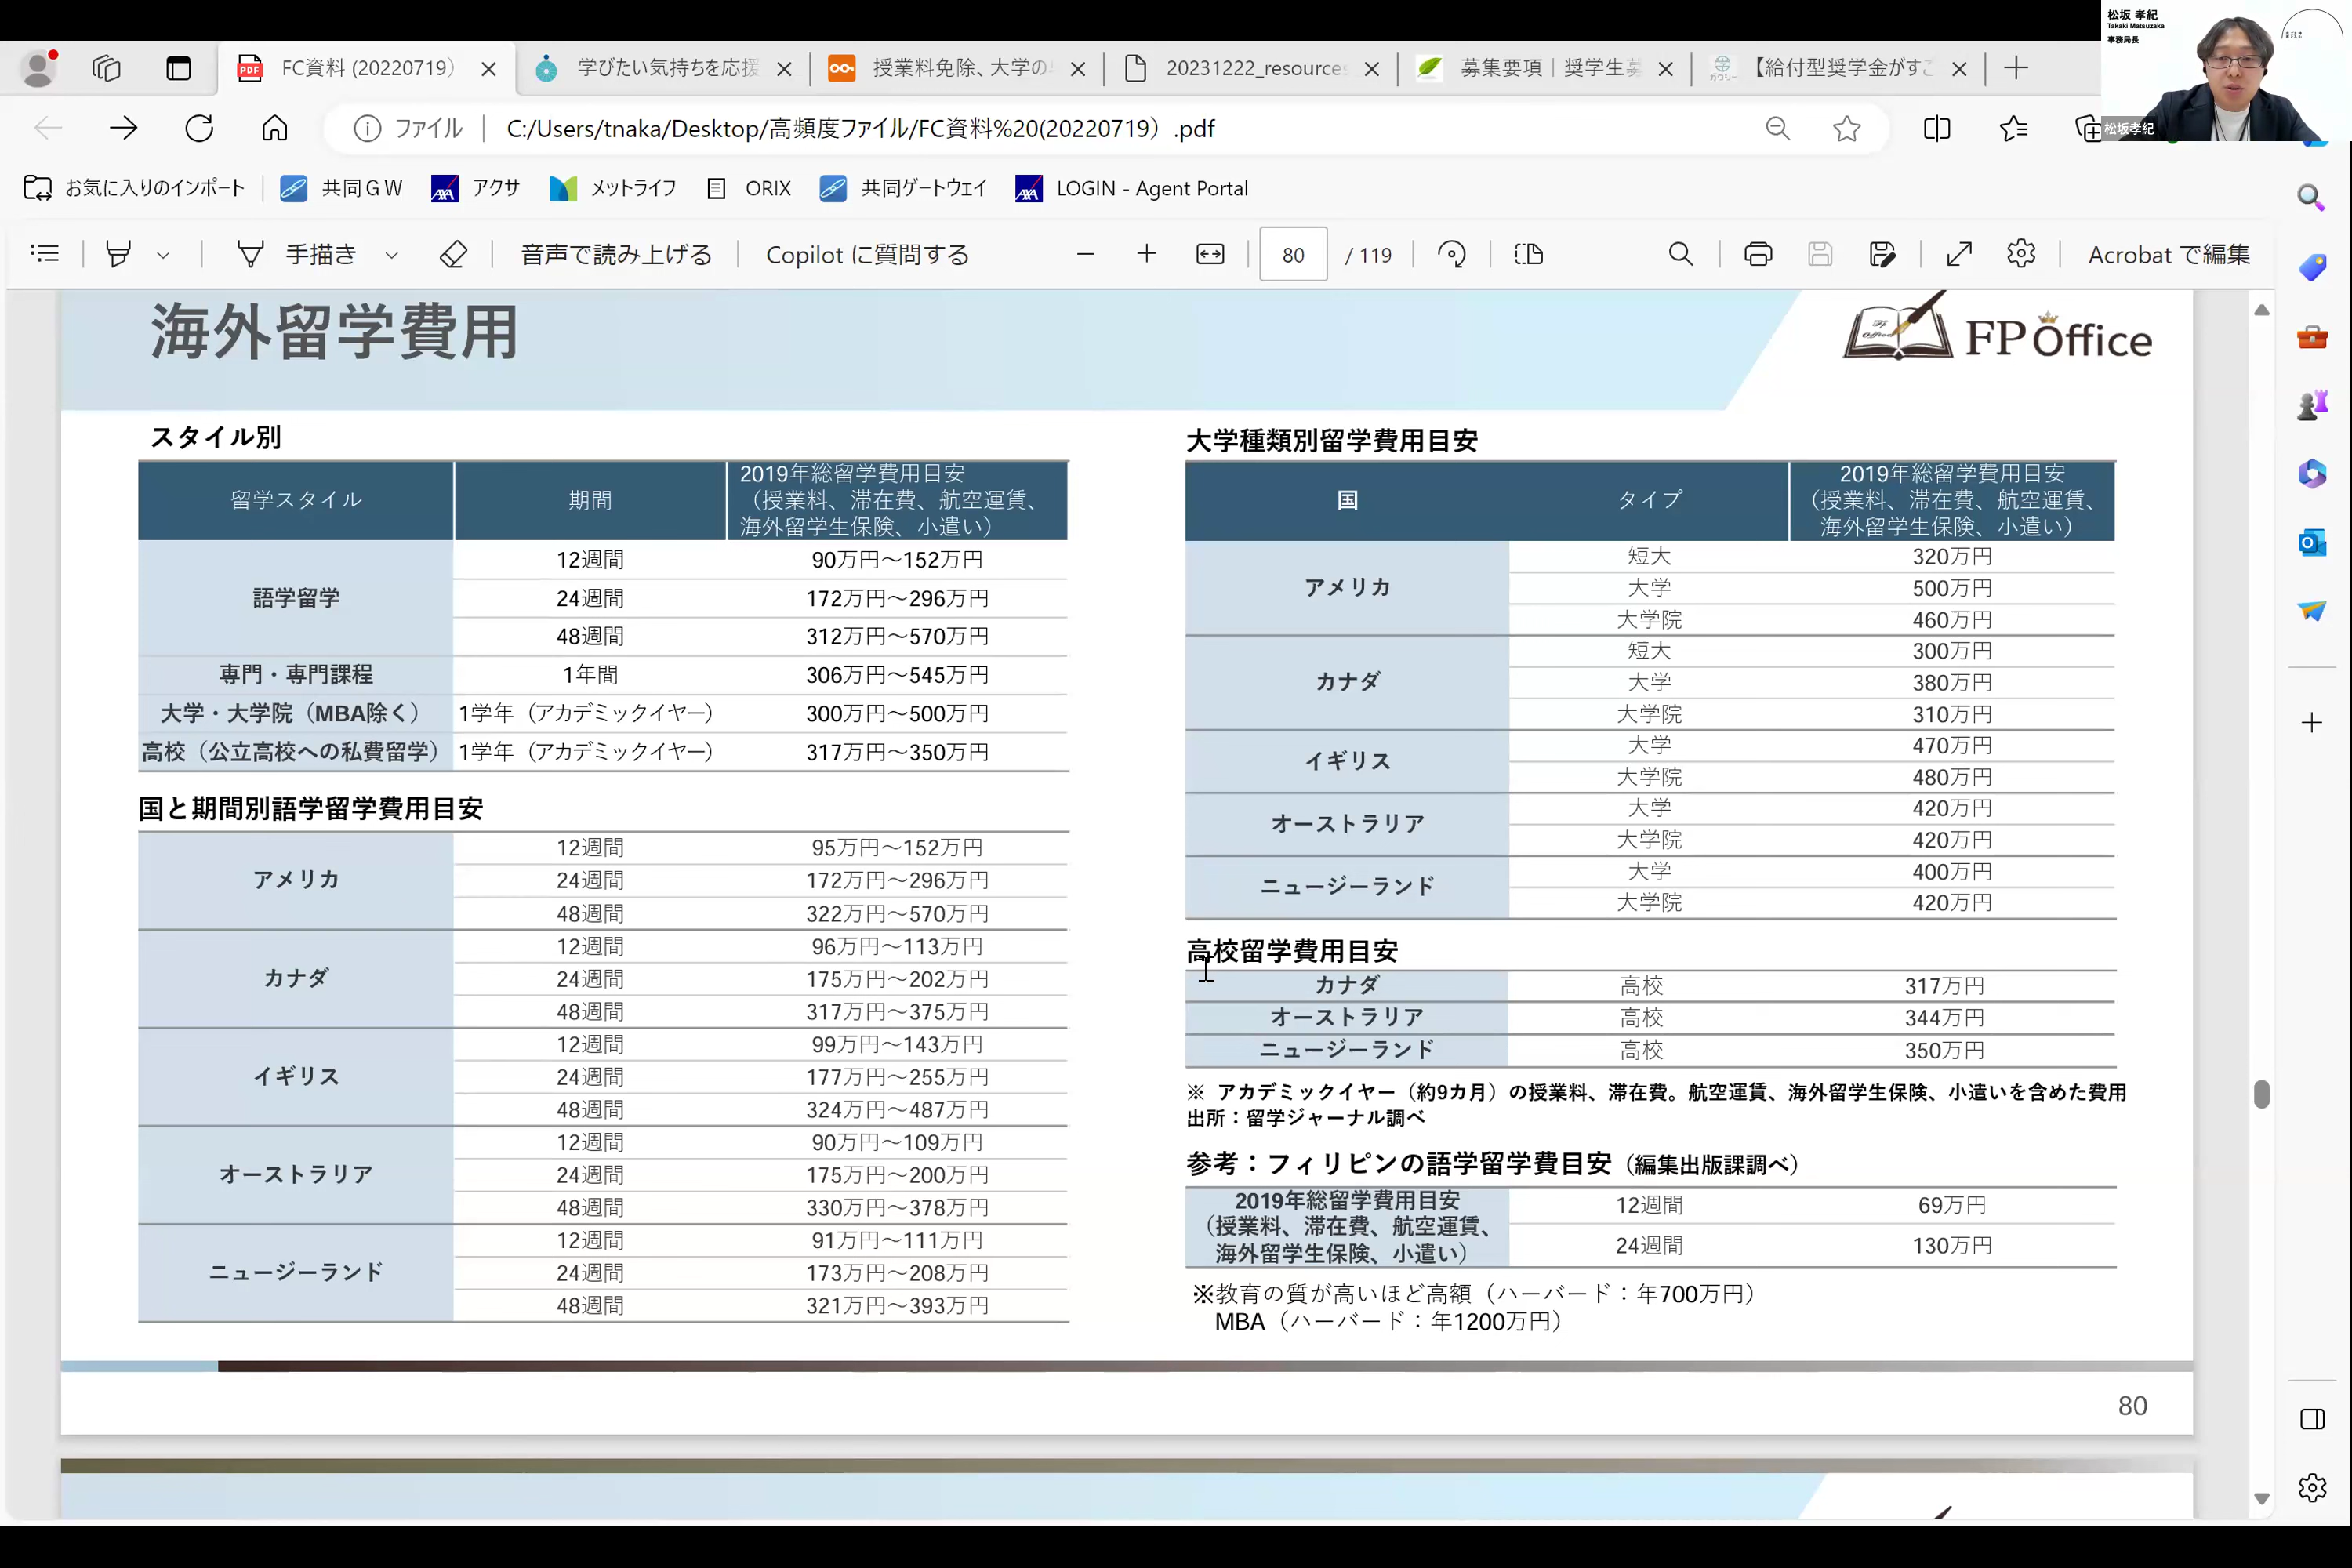 松坂 孝紀
Takaki Matsuzaka
事務局長
松坂孝紀
FC資料 (20220719)
学びたい気持ちを応援
授業料免除、大学の
20231222_resources
募集要項｜奨学生募
【給付型奨学金がすご
ファイル
C:/Users/tnaka/Desktop/高頻度ファイル/FC資料%20(20220719) .pdf
お気に入りのインポート
共同ＧＷ
アクサ
メットライフ
ORIX
共同ゲートウェイ
LOGIN - Agent Portal
手描き
音声で読み上げる
Copilot に質問する
80 / 119
Acrobat で編集
海外留学費用
FP Office
スタイル別
留学スタイル 期間 2019年総留学費用目安
（授業料、滞在費、航空運賃、
海外留学生保険、小遣い）
語学留学
12週間 90万円～152万円
24週間 172万円～296万円
48週間 312万円～570万円
専門・専門課程 1年間 306万円～545万円
大学・大学院（MBA除く） 1学年（アカデミックイヤー） 300万円～500万円
高校（公立高校への私費留学） 1学年（アカデミックイヤー） 317万円～350万円
国と期間別語学留学費用目安
アメリカ
12週間 95万円～152万円
24週間 172万円～296万円
48週間 322万円～570万円
カナダ
12週間 96万円～113万円
24週間 175万円～202万円
48週間 317万円～375万円
イギリス
12週間 99万円～143万円
24週間 177万円～255万円
48週間 324万円～487万円
オーストラリア
12週間 90万円～109万円
24週間 175万円～200万円
48週間 330万円～378万円
ニュージーランド
12週間 91万円～111万円
24週間 173万円～208万円
48週間 321万円～393万円
大学種類別留学費用目安
国 タイプ 2019年総留学費用目安
（授業料、滞在費、航空運賃、
海外留学生保険、小遣い）
アメリカ
短大 320万円
大学 500万円
大学院 460万円
カナダ
短大 300万円
大学 380万円
大学院 310万円
イギリス
大学 470万円
大学院 480万円
オーストラリア
大学 420万円
大学院 420万円
ニュージーランド
大学 400万円
大学院 420万円
高校留学費用目安
カナダ 高校 317万円
オーストラリア 高校 344万円
ニュージーランド 高校 350万円
※ アカデミックイヤー（約9カ月）の授業料、滞在費。航空運賃、海外留学生保険、小遣いを含めた費用
出所：留学ジャーナル調べ
参考：フィリピンの語学留学費目安（編集出版課調べ）
2019年総留学費用目安
（授業料、滞在費、航空運賃、
海外留学生保険、小遣い）
12週間 69万円
24週間 130万円
※教育の質が高いほど高額（ハーバード：年700万円）
MBA（ハーバード：年1200万円）
80